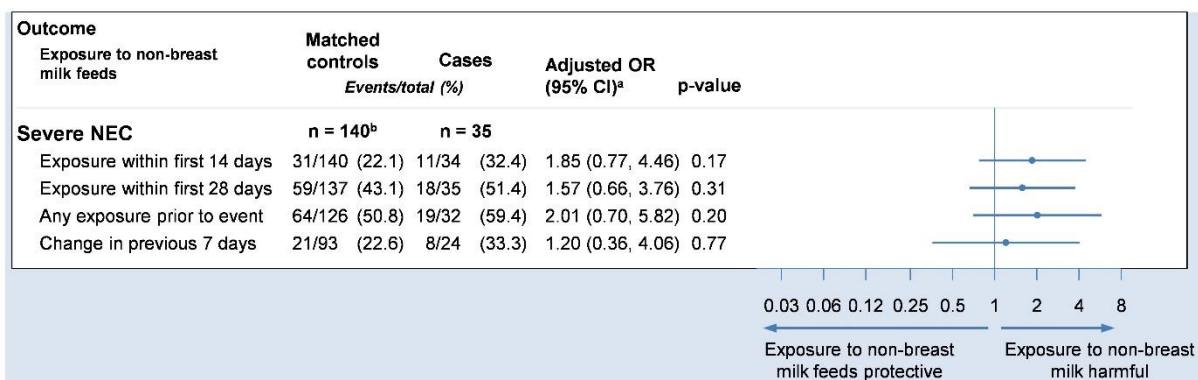 Outcome
Exposure to non-breast milk feeds
Matched controls
Cases
Events/total (%)
Adjusted OR (95% CI)ᵃ
p-value
Severe NEC n = 140ᵇ n = 35
Exposure within first 14 days 31/140 (22.1) 11/34 (32.4) 1.85 (0.77, 4.46) 0.17
Exposure within first 28 days 59/137 (43.1) 18/35 (51.4) 1.57 (0.66, 3.76) 0.31
Any exposure prior to event 64/126 (50.8) 19/32 (59.4) 2.01 (0.70, 5.82) 0.20
Change in previous 7 days 21/93 (22.6) 8/24 (33.3) 1.20 (0.36, 4.06) 0.77
0.03 0.06 0.12 0.25 0.5 1 2 4 8
Exposure to non-breast
milk feeds protective
Exposure to non-breast
milk harmful